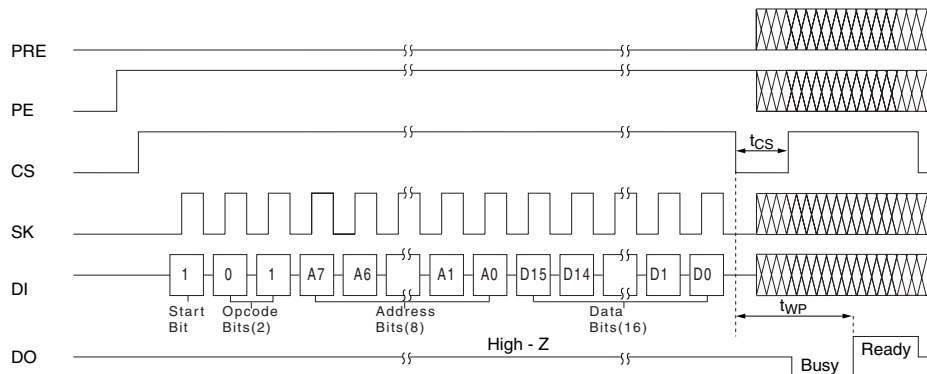 PRE
PE
CS
tCS
SK
DI
1 0 1 A7 A6 A1 A0 D15 D14 D1 D0
Start Bit
Opcode Bits(2)
Address Bits(8)
Data Bits(16)
tWP
DO
High - Z
Busy
Ready